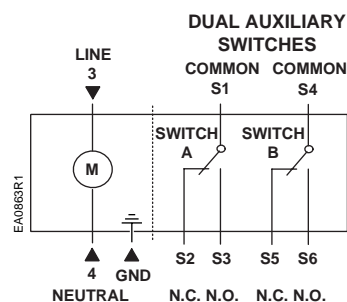 DUAL AUXILIARY
SWITCHES
LINE
3
COMMON COMMON
S1 S4
SWITCH SWITCH
A B
M
EA0863R1
4 GND
S2 S3 S5 S6
NEUTRAL N.C. N.O. N.C. N.O.